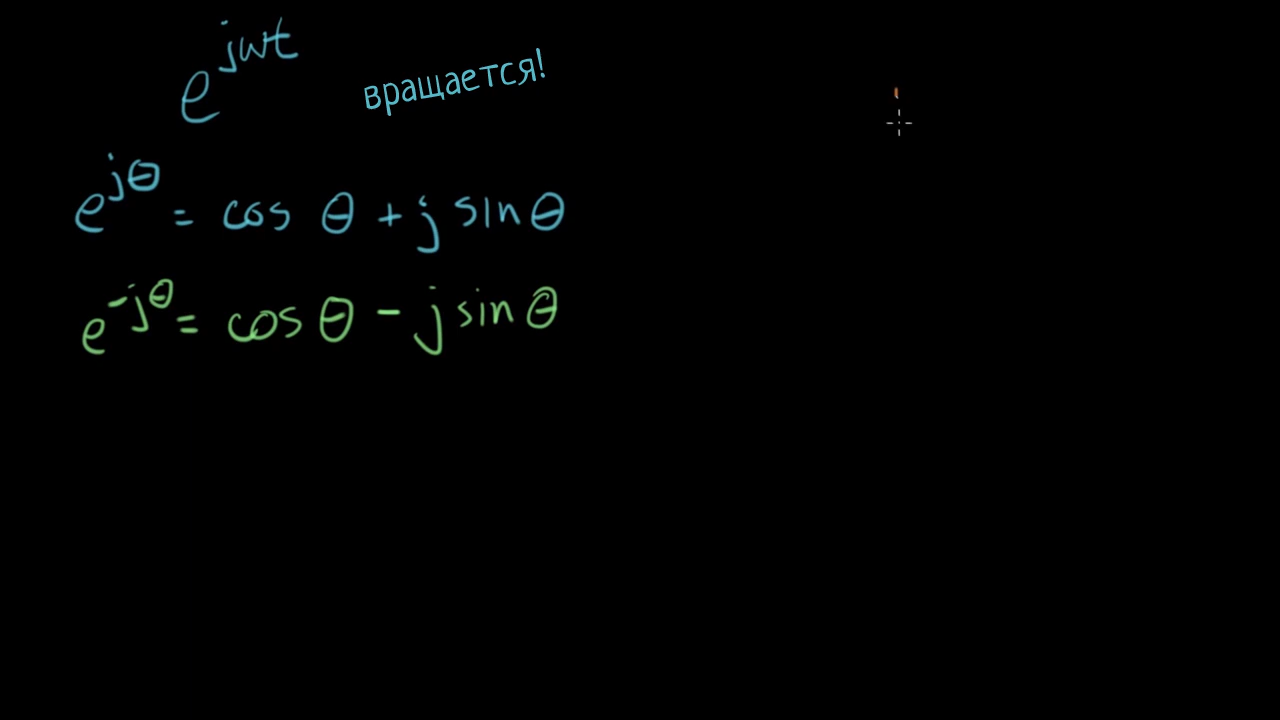 e^{jωt}
вращается!
e^{jθ} = cos θ + j sin θ
e^{-jθ} = cos θ - j sin θ